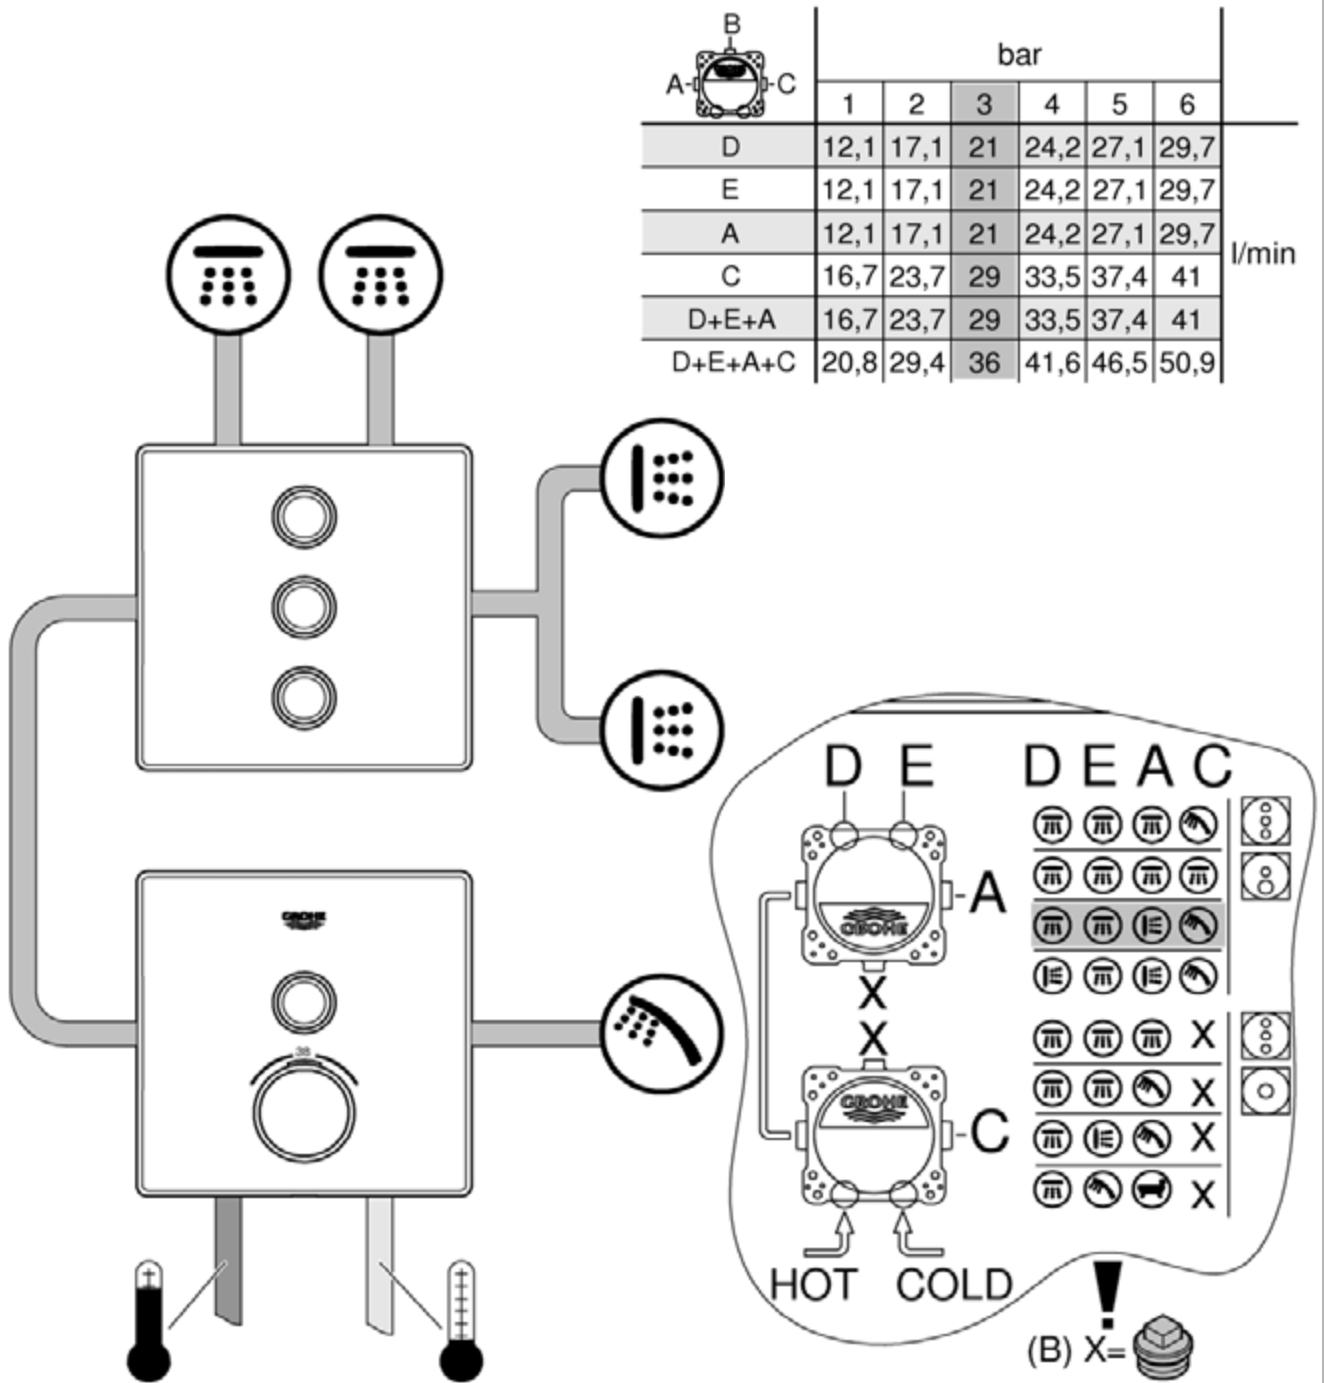 B
bar
A C
1 2 3 4 5 6
D 12,1 17,1 21 24,2 27,1 29,7
E 12,1 17,1 21 24,2 27,1 29,7
A 12,1 17,1 21 24,2 27,1 29,7
l/min
C 16,7 23,7 29 33,5 37,4 41
D+E+A 16,7 23,7 29 33,5 37,4 41
D+E+A+C 20,8 29,4 36 41,6 46,5 50,9
GROHE
38
D E D E A C
A
GROHE
X
X
X
GROHE
X
C
X
X
HOT COLD
(B) X=